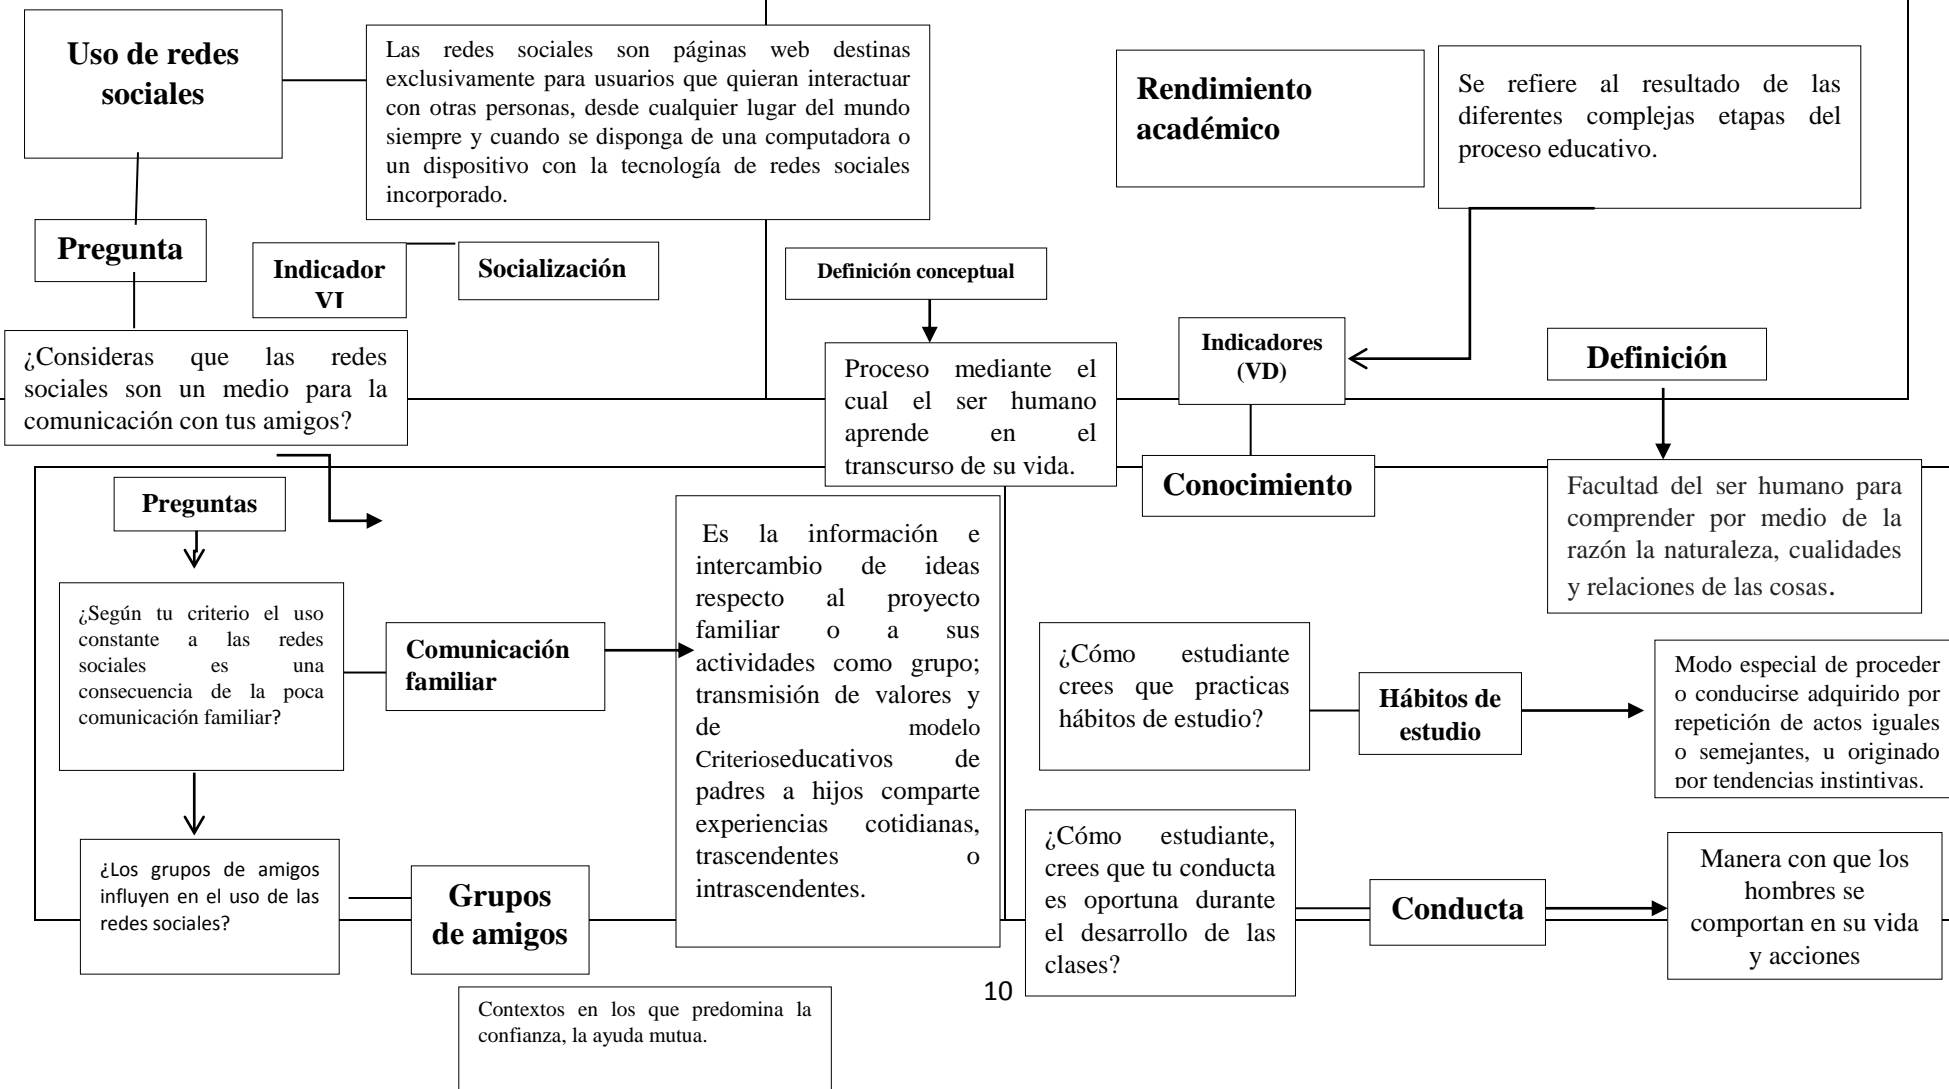 Uso de redes
sociales
Las redes sociales son páginas web destinas
exclusivamente para usuarios que quieran interactuar
con otras personas, desde cualquier lugar del mundo
siempre y cuando se disponga de una computadora o
un dispositivo con la tecnología de redes sociales
incorporado.
Rendimiento
académico
Se refiere al resultado de las
diferentes complejas etapas del
proceso educativo.
Pregunta
Indicador
VI
Socialización
Definición conceptual
Indicadores
(VD)
Definición
¿Consideras que las redes
sociales son un medio para la
comunicación con tus amigos?
Proceso mediante el
cual el ser humano
aprende en el
transcurso de su vida.
Conocimiento
Facultad del ser humano para
comprender por medio de la
razón la naturaleza, cualidades
y relaciones de las cosas.
Preguntas
¿Según tu criterio el uso
constante a las redes
sociales es una
consecuencia de la poca
comunicación familiar?
Comunicación
familiar
Es la información e
intercambio de ideas
respecto al proyecto
familiar o a sus
actividades como grupo;
transmisión de valores y
de modelo
Criterioseducativos de
padres a hijos comparte
experiencias cotidianas,
trascendentes o
intrascendentes.
¿Cómo estudiante
crees que practicas
hábitos de estudio?
Hábitos de
estudio
Modo especial de proceder
o conducirse adquirido por
repetición de actos iguales
o semejantes, u originado
por tendencias instintivas.
¿Los grupos de amigos
influyen en el uso de las
redes sociales?
Grupos
de amigos
¿Cómo estudiante,
crees que tu conducta
es oportuna durante
el desarrollo de las
clases?
Conducta
Manera con que los
hombres se
comportan en su vida
y acciones
Contextos en los que predomina la
confianza, la ayuda mutua.
10